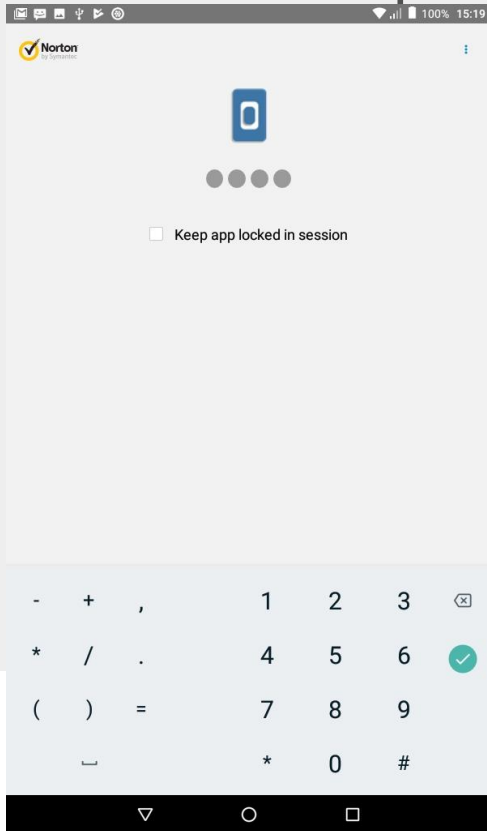 100% 15:19
Norton
by Symantec
Keep app locked in session
- + , 1 2 3
* / . 4 5 6
( ) = 7 8 9
* 0 #